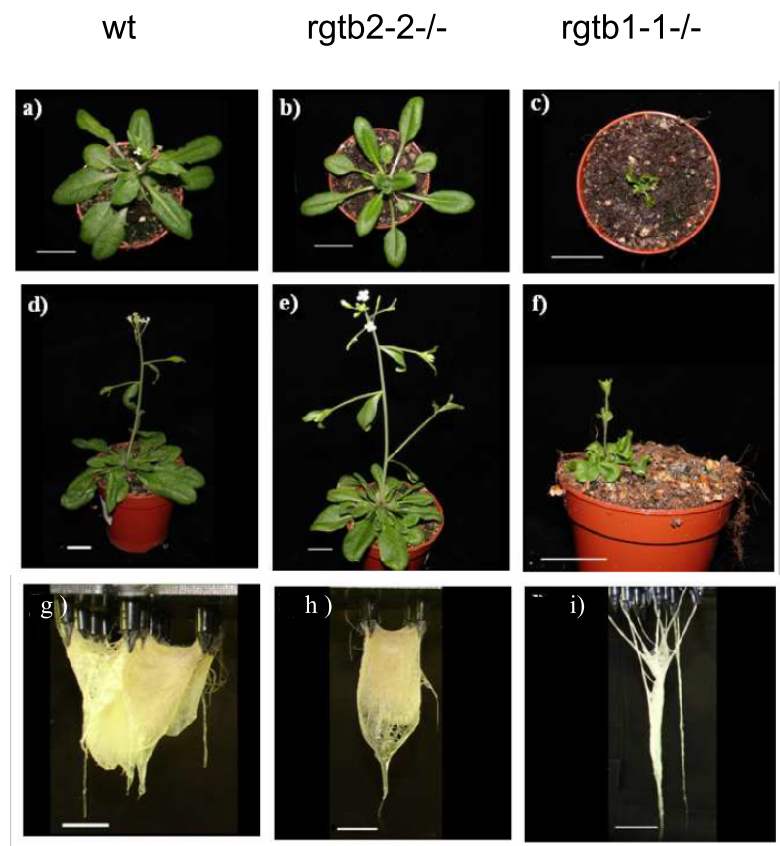 wt rgtb2-2-/- rgtb1-1-/-
a) b) c)
d) e) f)
g ) h ) i)